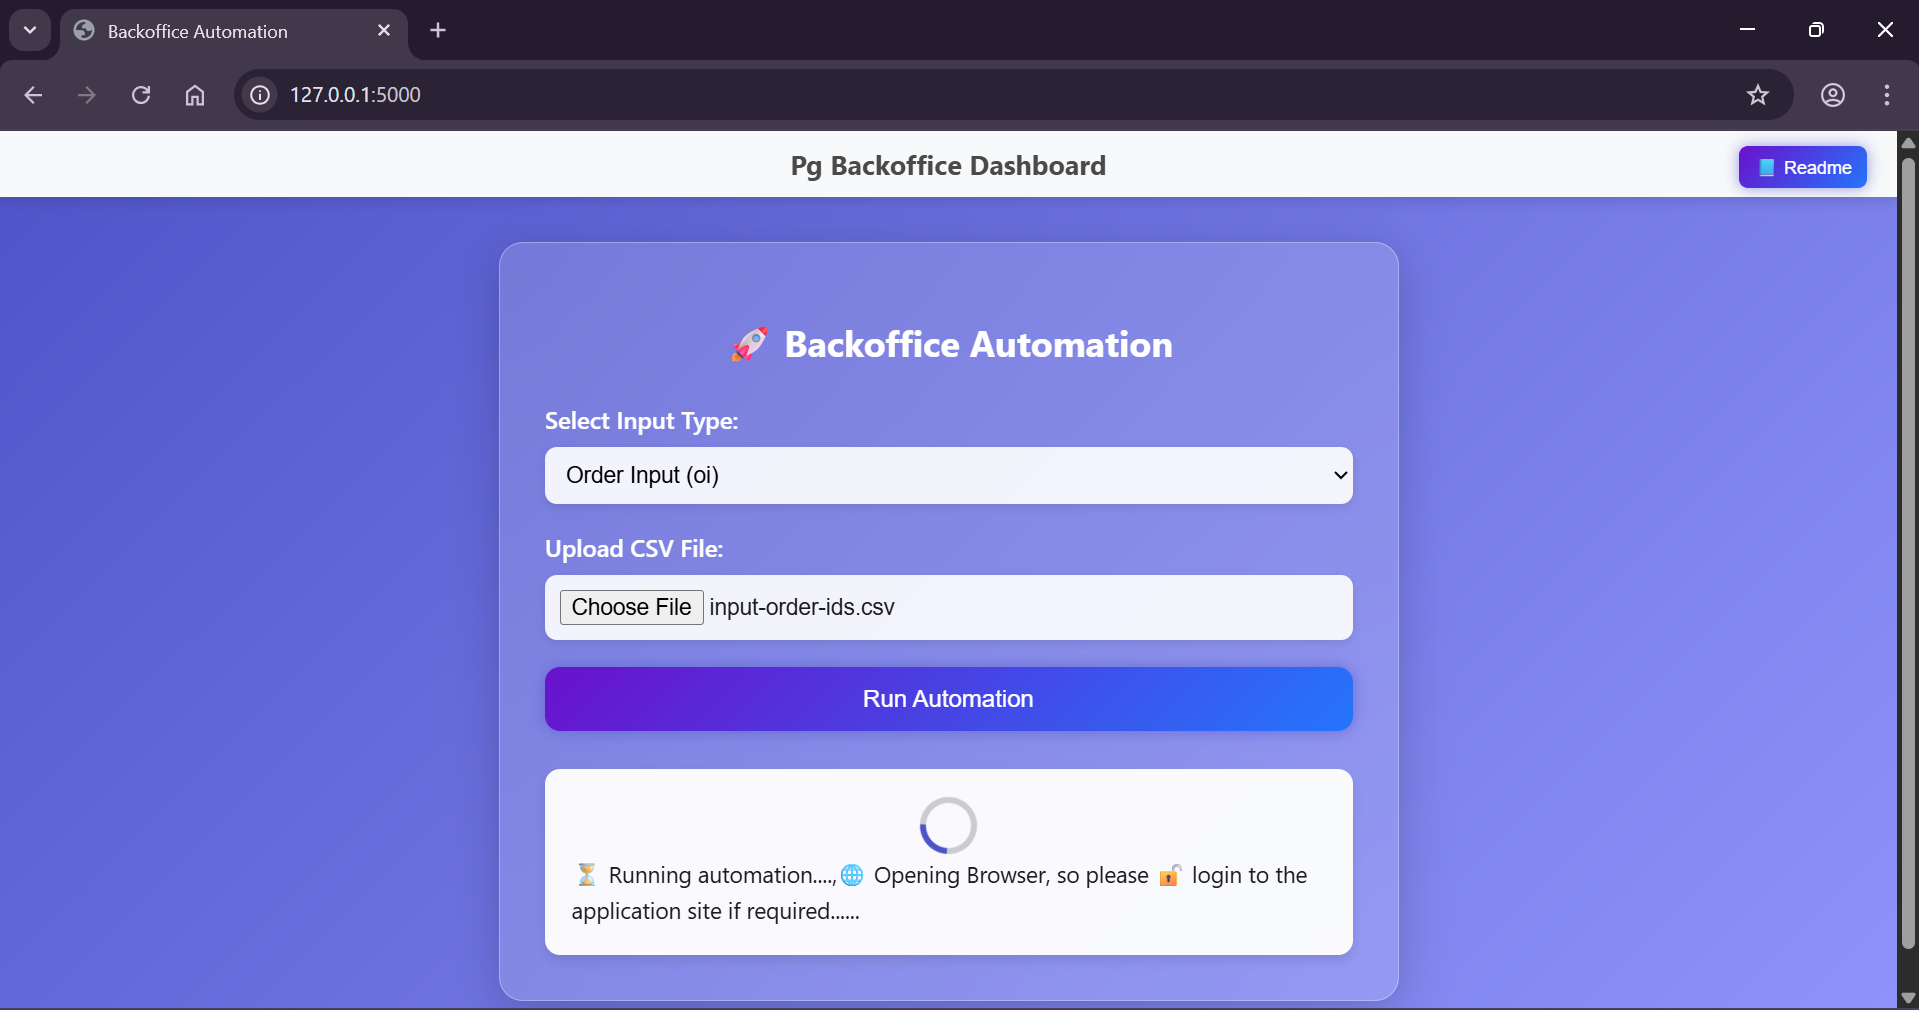 Backoffice Automation
127.0.0.1:5000
Pg Backoffice Dashboard
📘 Readme
🚀 Backoffice Automation
Select Input Type:
Order Input (oi)
Upload CSV File:
Choose File input-order-ids.csv
Run Automation
⏳ Running automation....,🌐 Opening Browser, so please 🔓 login to the
application site if required......